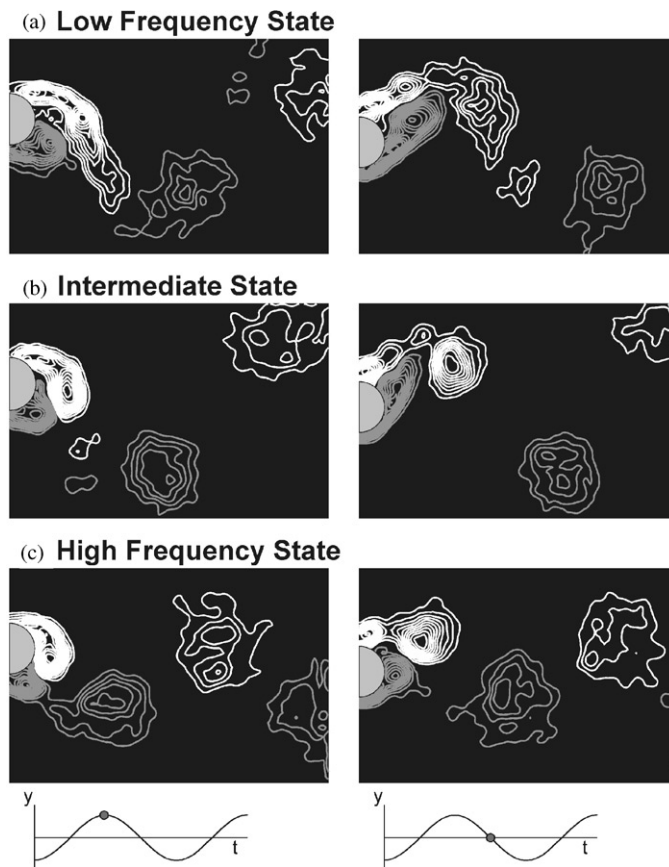 (a) Low Frequency State
(b) Intermediate State
(c) High Frequency State
y
t
y
t